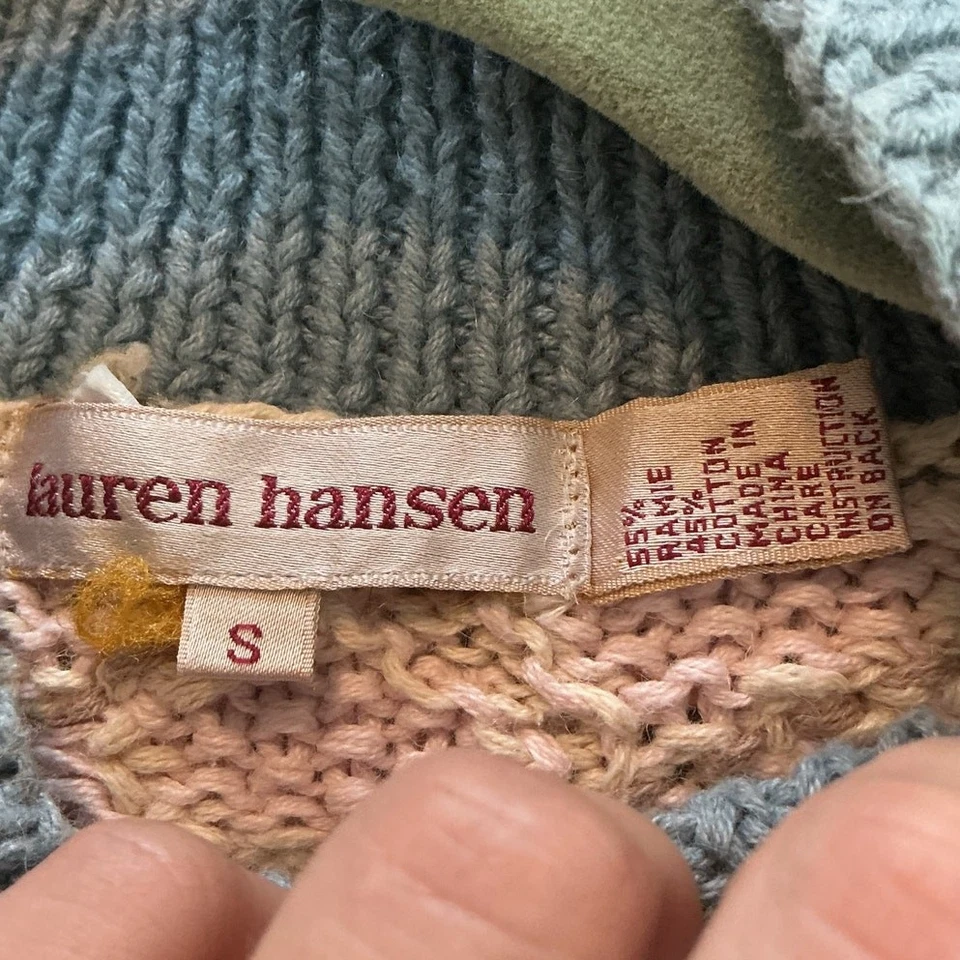 lauren hansen
S
55%
RAMIE
45%
COTTON
MADE IN
CHINA
CARE
INSTRUCTION
ON BACK